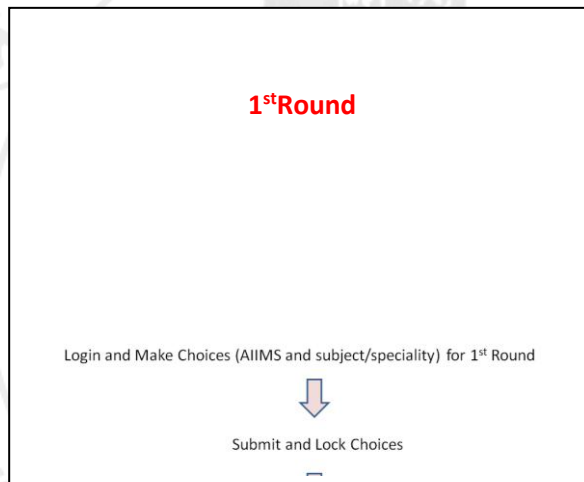 1stRound
Login and Make Choices (AIIMS and subject/speciality) for 1st Round
Submit and Lock Choices